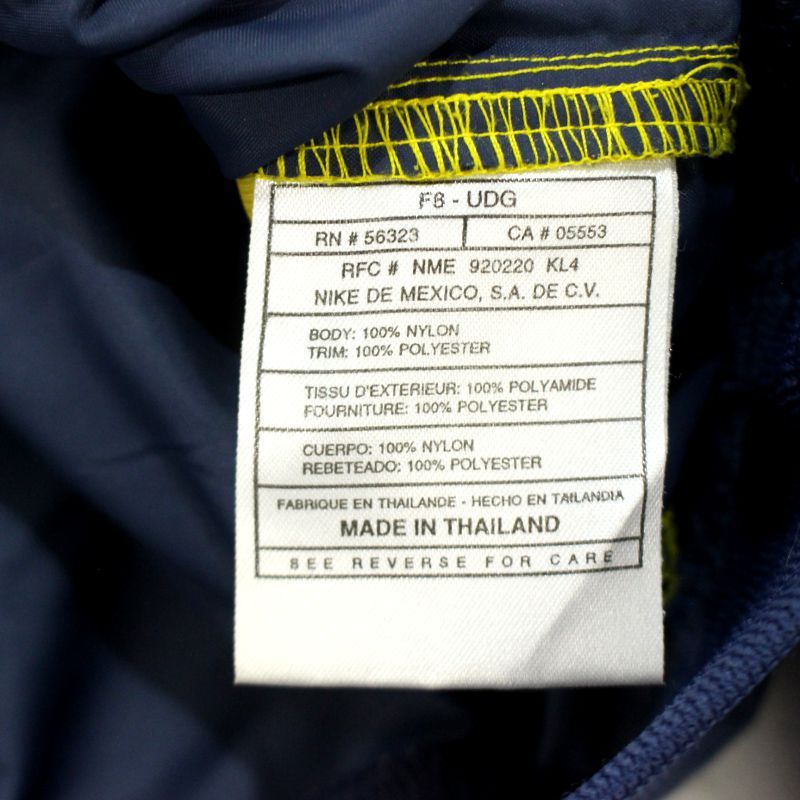 F8 - UDG
RN # 56323 CA # 05553
RFC # NME 920220 KL4
NIKE DE MEXICO, S.A. DE C.V.
BODY: 100% NYLON
TRIM: 100% POLYESTER
TISSU D'EXTERIEUR: 100% POLYAMIDE
FOURNITURE: 100% POLYESTER
CUERPO: 100% NYLON
REBETEADO: 100% POLYESTER
FABRIQUE EN THAILANDE - HECHO EN TAILANDIA
MADE IN THAILAND
SEE REVERSE FOR CARE